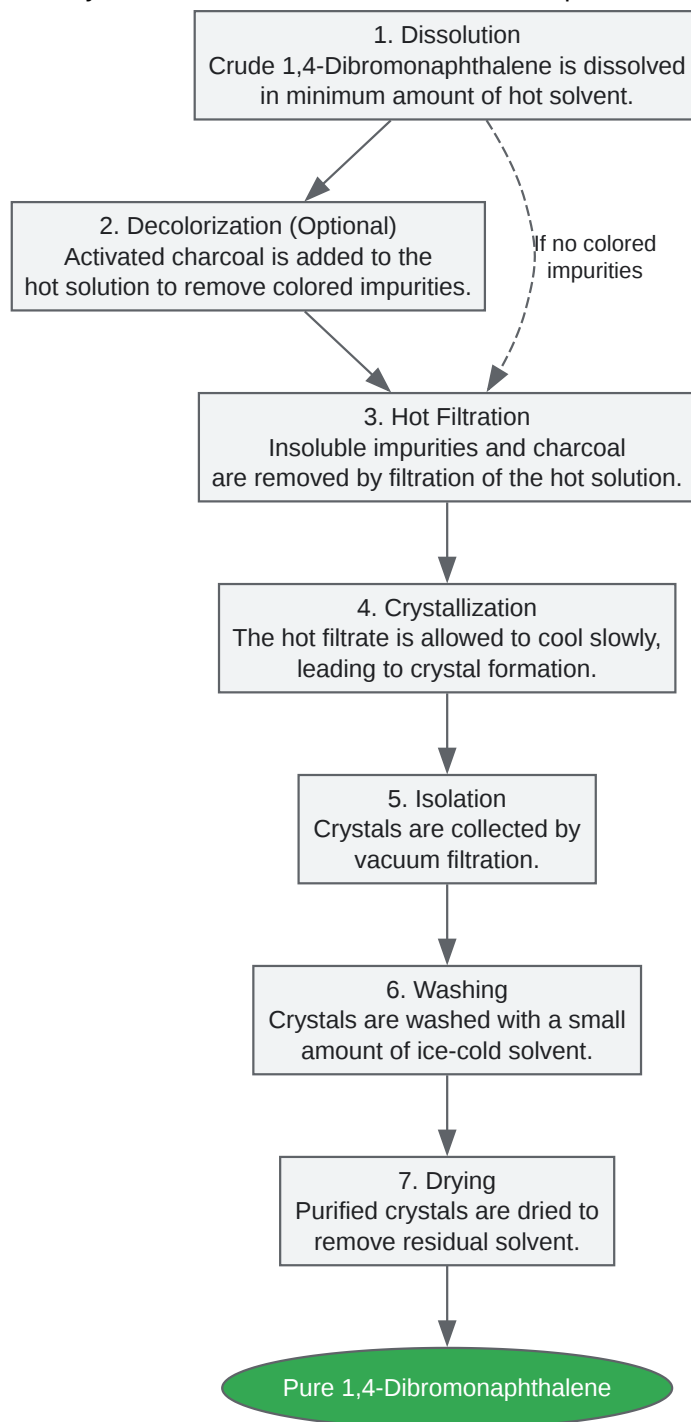 1. Dissolution
Crude 1,4-Dibromonaphthalene is dissolved
in minimum amount of hot solvent.
2. Decolorization (Optional)
Activated charcoal is added to the
hot solution to remove colored impurities.
If no colored
impurities
3. Hot Filtration
Insoluble impurities and charcoal
are removed by filtration of the hot solution.
4. Crystallization
The hot filtrate is allowed to cool slowly,
leading to crystal formation.
5. Isolation
Crystals are collected by
vacuum filtration.
6. Washing
Crystals are washed with a small
amount of ice-cold solvent.
7. Drying
Purified crystals are dried to
remove residual solvent.
Pure 1,4-Dibromonaphthalene